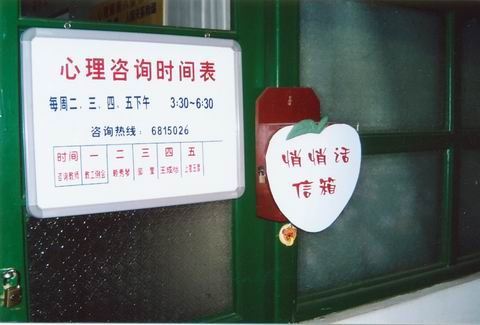 心理咨询时间表
每周二、三、四、五下午 3:30~6:30
咨询热线：6815026
时间 一 二 三 四 五
咨询教师
悄悄话
信箱